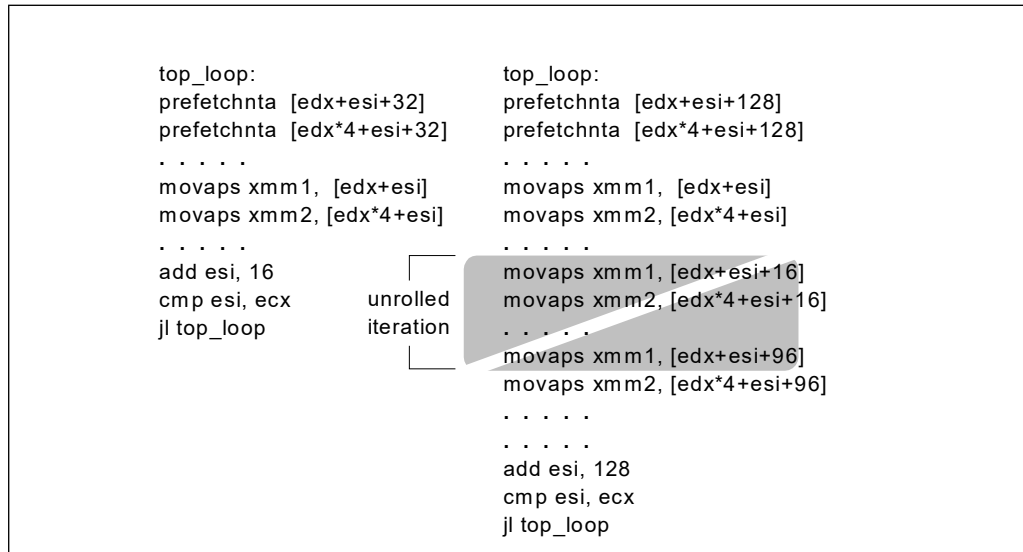 top_loop:
prefetchnta [edx+esi+32]
prefetchnta [edx*4+esi+32]
. . . . .
movaps xmm1, [edx+esi]
movaps xmm2, [edx*4+esi]
. . . . .
add esi, 16
cmp esi, ecx
jl top_loop
unrolled
iteration
top_loop:
prefetchnta [edx+esi+128]
prefetchnta [edx*4+esi+128]
. . . . .
movaps xmm1, [edx+esi]
movaps xmm2, [edx*4+esi]
. . . . .
movaps xmm1, [edx+esi+16]
movaps xmm2, [edx*4+esi+16]
. . . . .
movaps xmm1, [edx+esi+96]
movaps xmm2, [edx*4+esi+96]
. . . . .
. . . . .
add esi, 128
cmp esi, ecx
jl top_loop